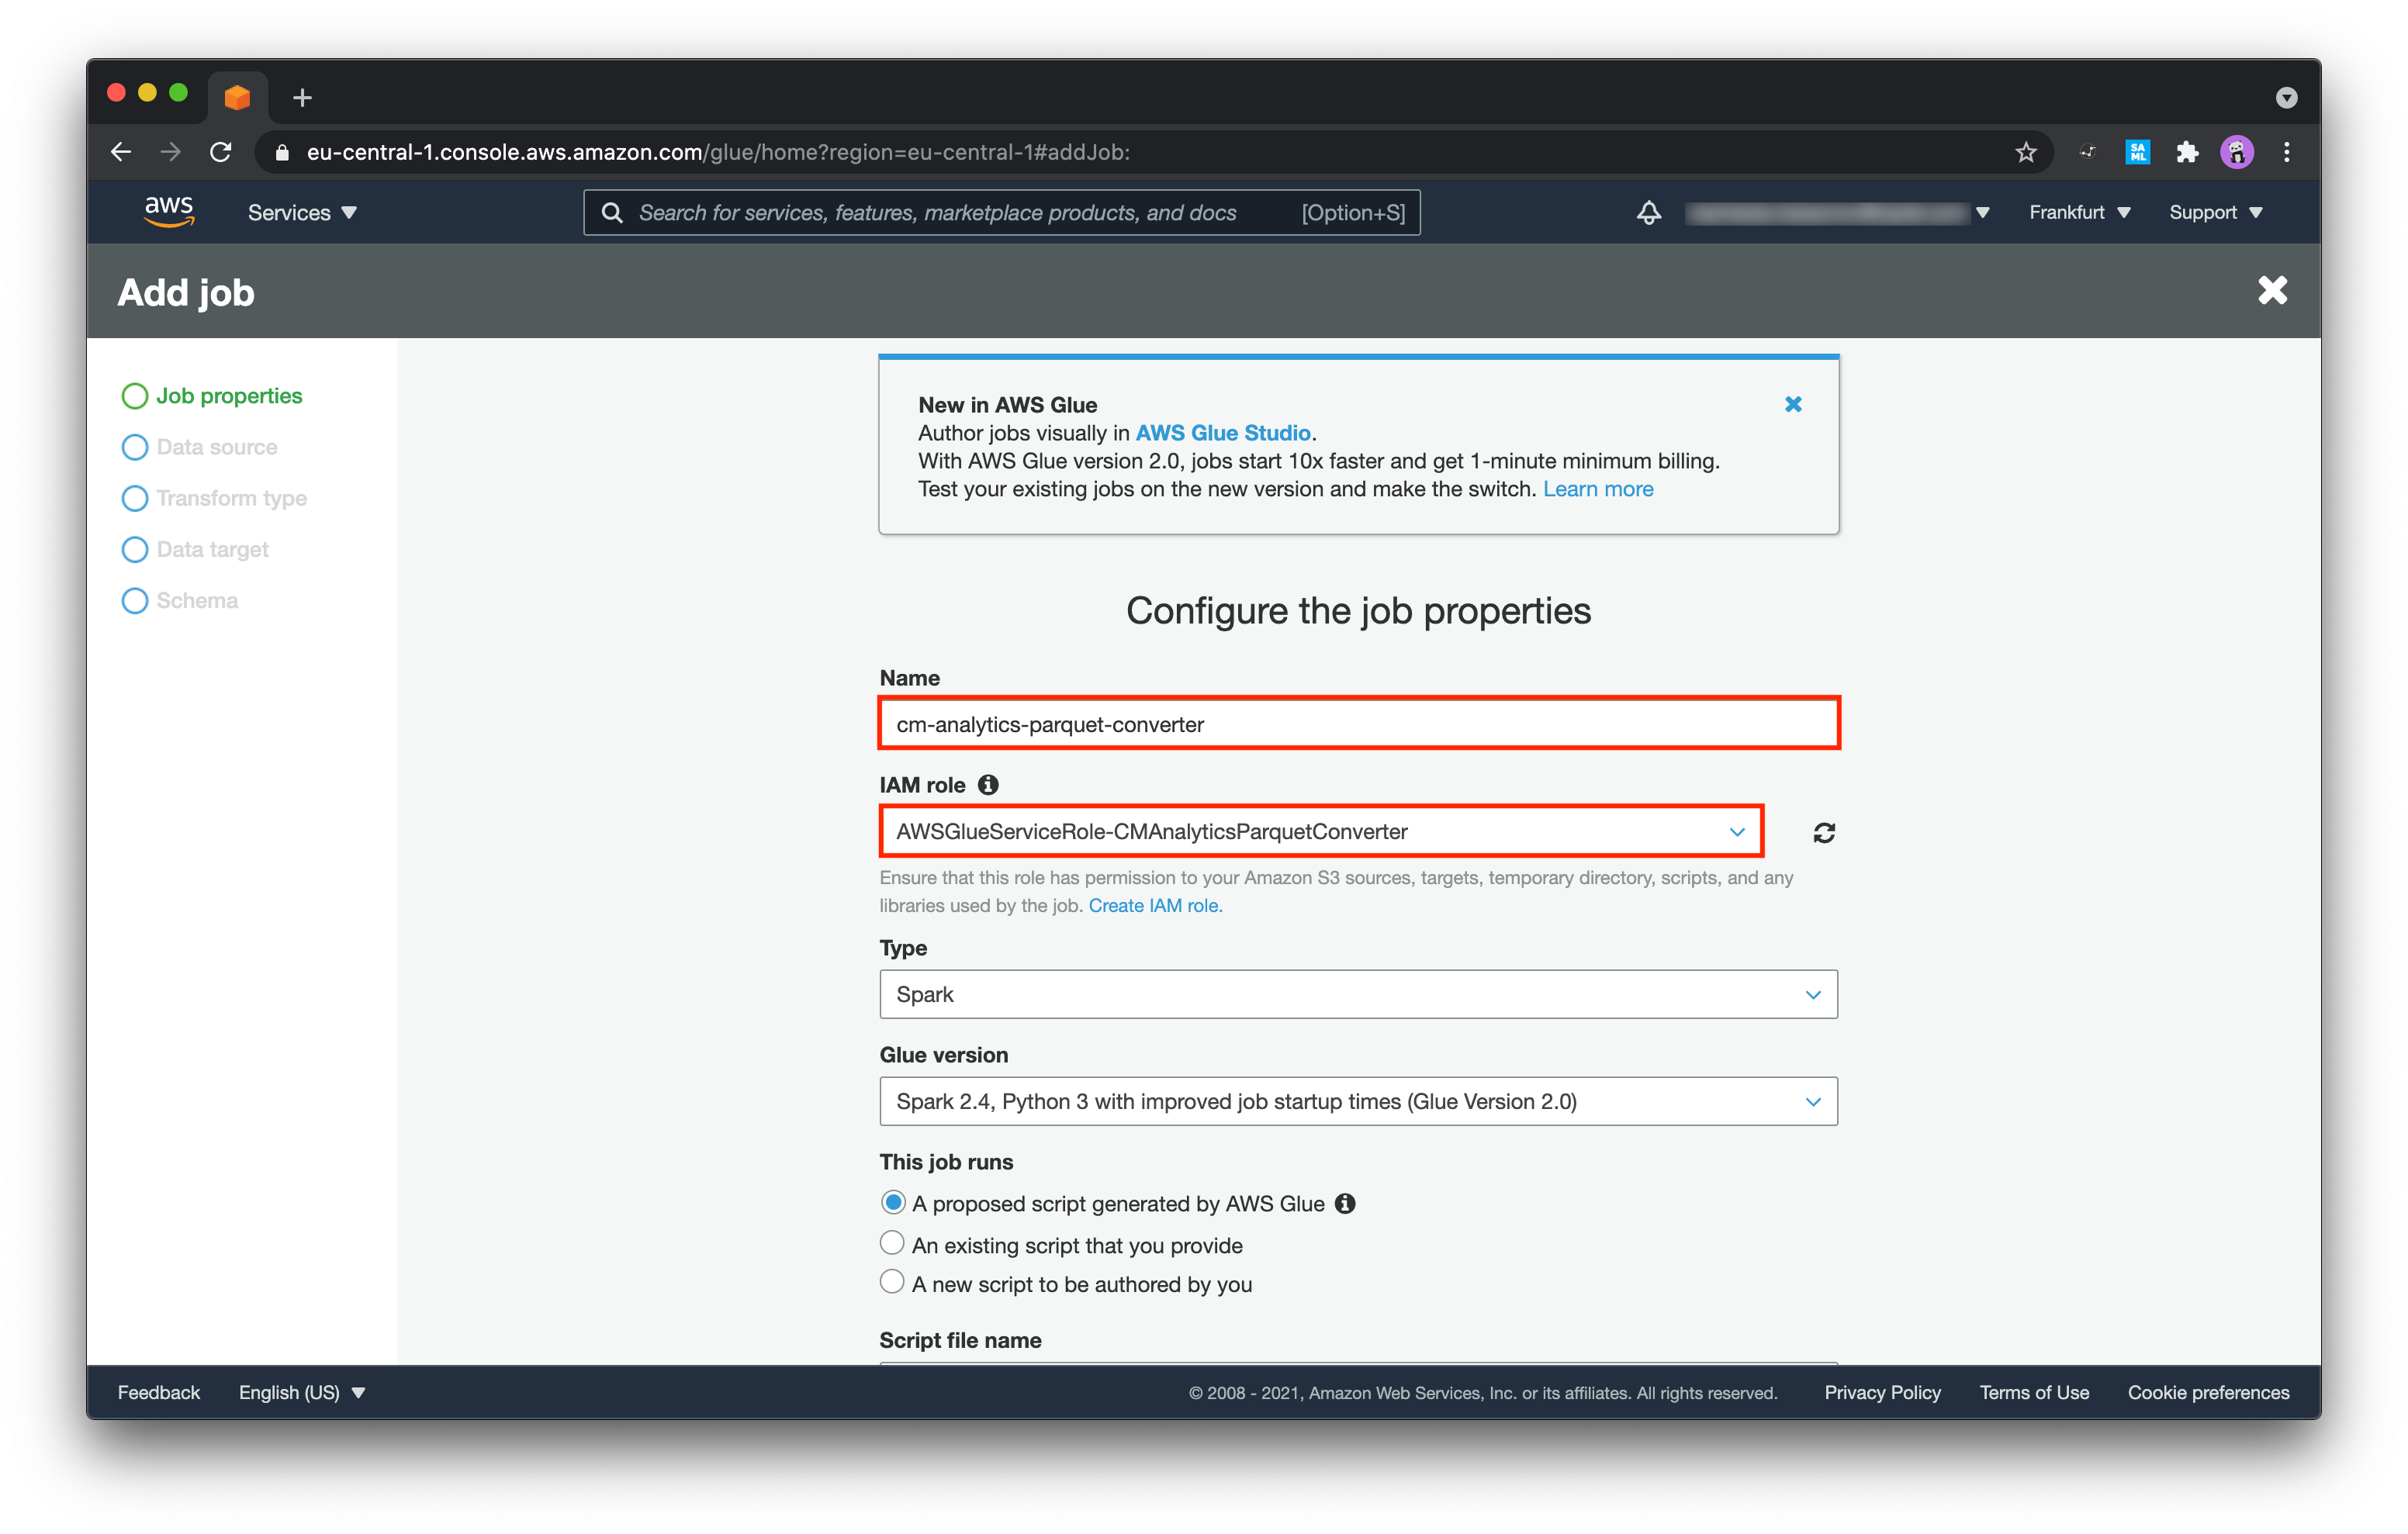 eu-central-1.console.aws.amazon.com/glue/home?region=eu-central-1#addJob:
SA
ML
aws
Services
Search for services, features, marketplace products, and docs
[Option+S]
Frankfurt
Support
Add job
Job properties
Data source
Transform type
Data target
Schema
New in AWS Glue
Author jobs visually in AWS Glue Studio.
With AWS Glue version 2.0, jobs start 10x faster and get 1-minute minimum billing.
Test your existing jobs on the new version and make the switch. Learn more
Configure the job properties
Name
cm-analytics-parquet-converter
IAM role
AWSGlueServiceRole-CMAnalyticsParquetConverter
Ensure that this role has permission to your Amazon S3 sources, targets, temporary directory, scripts, and any
libraries used by the job. Create IAM role.
Type
Spark
Glue version
Spark 2.4, Python 3 with improved job startup times (Glue Version 2.0)
This job runs
A proposed script generated by AWS Glue
An existing script that you provide
A new script to be authored by you
Script file name
Feedback
English (US)
© 2008 - 2021, Amazon Web Services, Inc. or its affiliates. All rights reserved.
Privacy Policy
Terms of Use
Cookie preferences